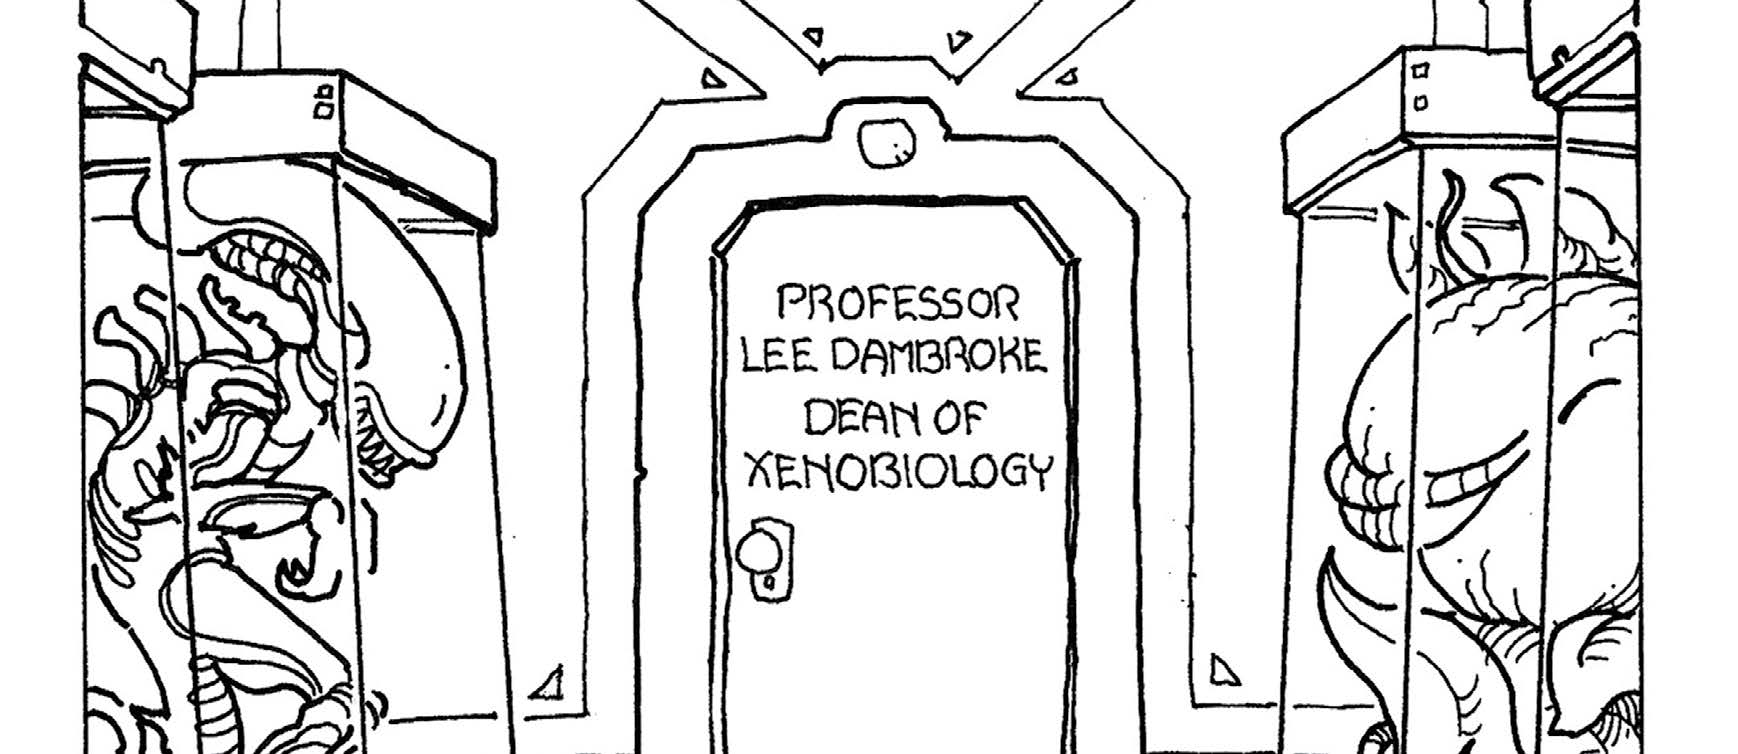 PROFESSOR
LEE DAMBROKE
DEAN OF
XENOBIOLOGY